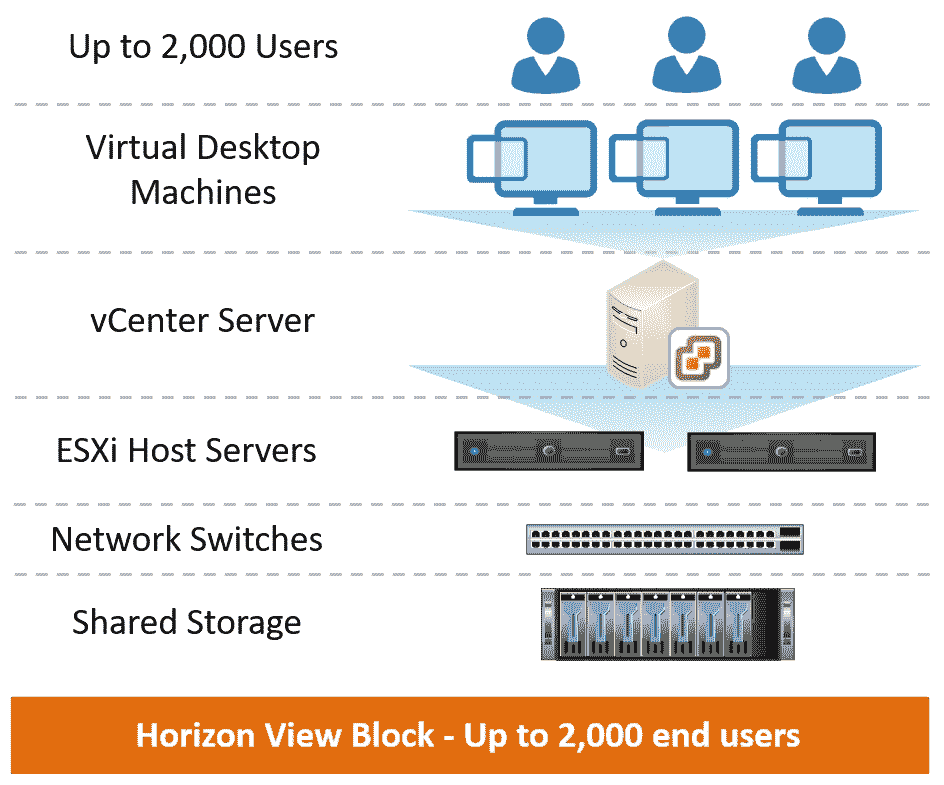 Up to 2,000 Users
Virtual Desktop
Machines
vCenter Server
ESXi Host Servers
Network Switches
Shared Storage
Horizon View Block - Up to 2,000 end users